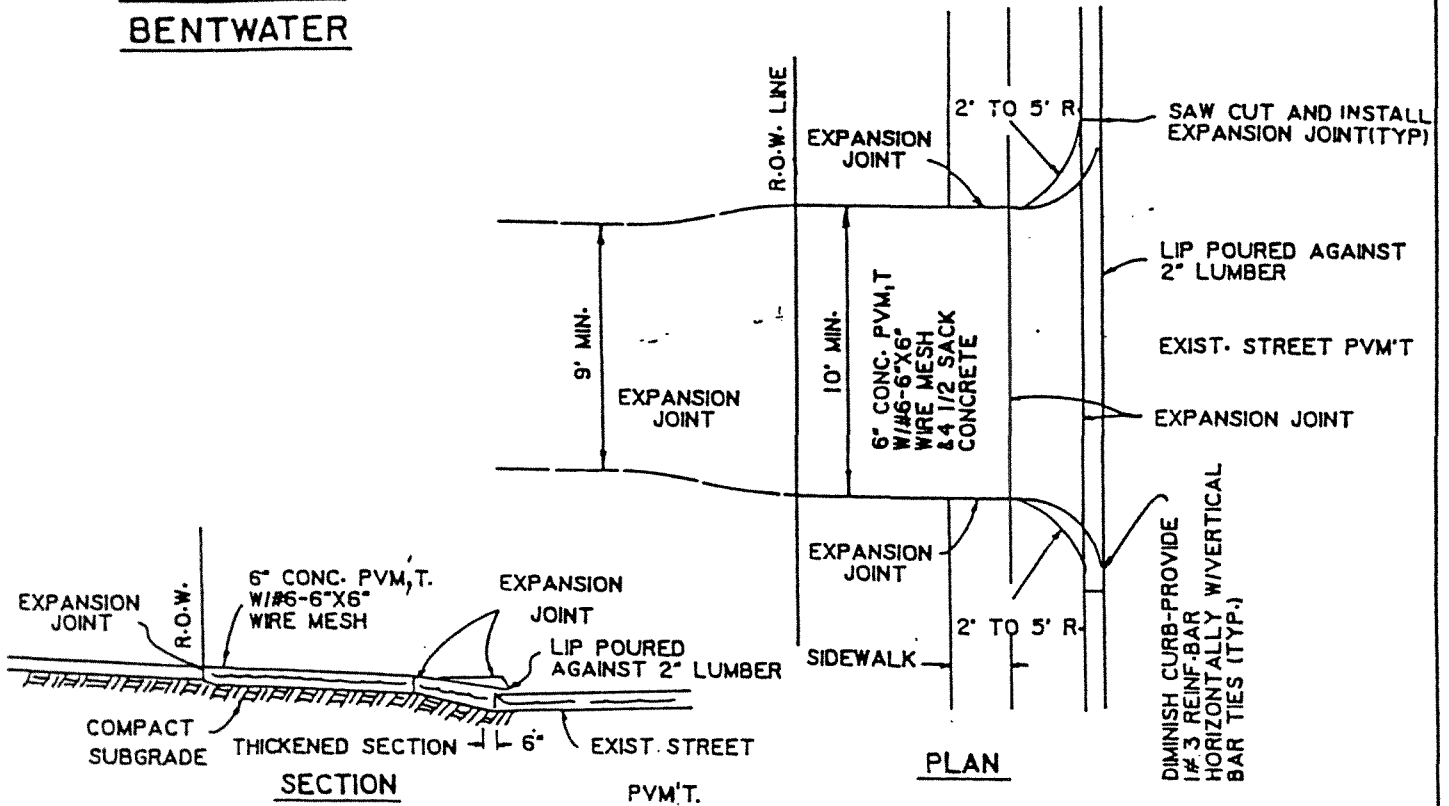 BENTWATER
R.O.W. LINE
2' TO 5' R.
EXPANSION
JOINT
SAW CUT AND INSTALL
EXPANSION JOINT(TYP)
LIP POURED AGAINST
2" LUMBER
9' MIN.
EXPANSION
JOINT
10' MIN.
6" CONC. PVM,T
W/#6-6"X6"
WIRE MESH
&4 1/2 SACK
CONCRETE
EXIST. STREET PVM'T
EXPANSION JOINT
EXPANSION
JOINT
2' TO 5' R.
SIDEWALK
DIMINISH CURB-PROVIDE
1#.3 REINF.BAR
HORIZONTALLY W/VERTICAL
BAR TIES (TYP.)
PLAN
EXPANSION
JOINT
R.O.W.
6" CONC. PVM,T.
W/#6-6"X6"
WIRE MESH
EXPANSION
JOINT
LIP POURED
AGAINST 2" LUMBER
COMPACT
SUBGRADE
THICKENED SECTION
6"
EXIST. STREET
PVM'T.
SECTION